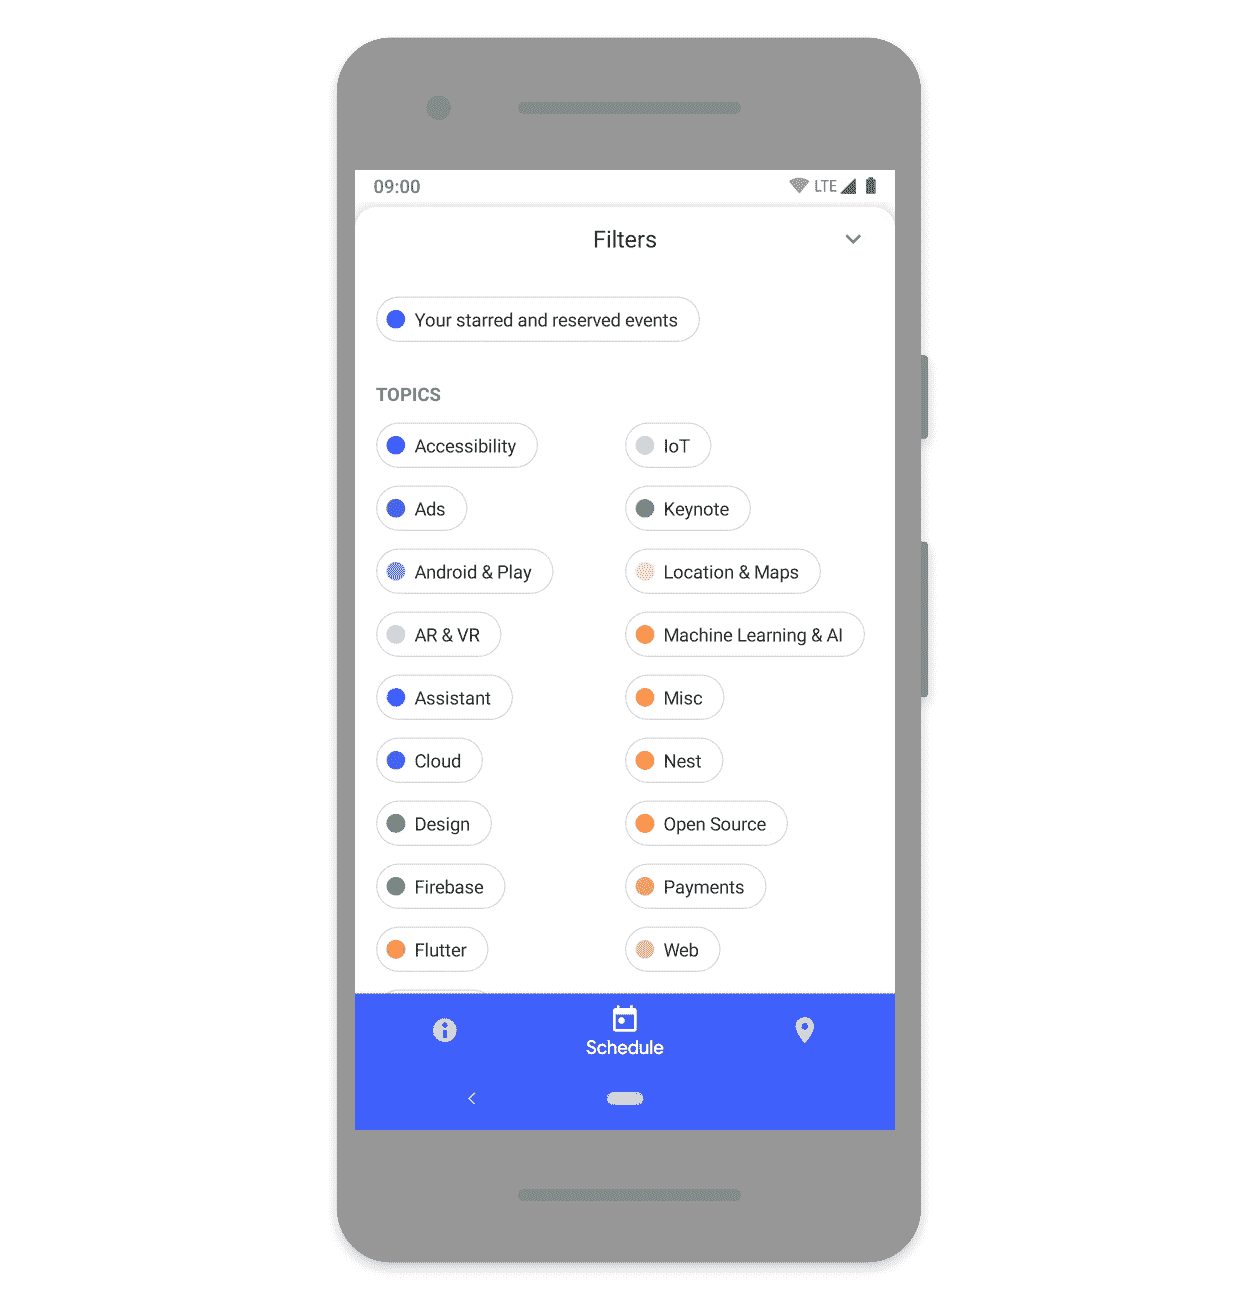 09:00
LTE
Filters
Your starred and reserved events
TOPICS
Accessibility
IoT
Ads
Keynote
Android & Play
Location & Maps
AR & VR
Machine Learning & AI
Assistant
Misc
Cloud
Nest
Design
Open Source
Firebase
Payments
Flutter
Web
Schedule